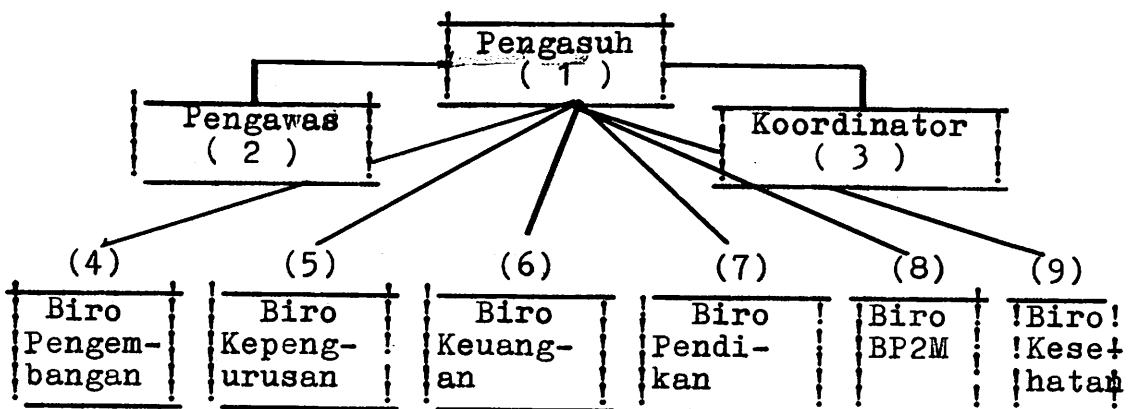 Pengasuh
( 1 )
Pengawas
( 2 )
Koordinator
( 3 )
(4)
(5)
(6)
(7)
(8)
(9)
Biro
Pengem-
bangan
Biro
Kepeng-
urusan
Biro
Keuang-
an
Biro
Pendi-
kan
Biro
BP2M
Biro
Kese-
hatan